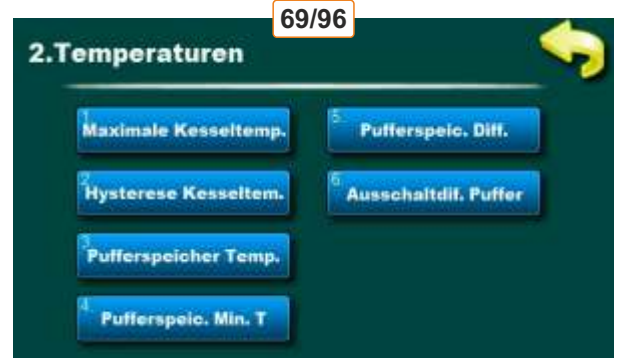 69/96
2.Temperaturen
1
Maximale Kesseltemp.
2
Hysterese Kesseltem.
3
Pufferspeicher Temp.
4
Pufferspeic. Min. T
5
Pufferspeic. Diff.
6
Ausschaltdif. Puffer